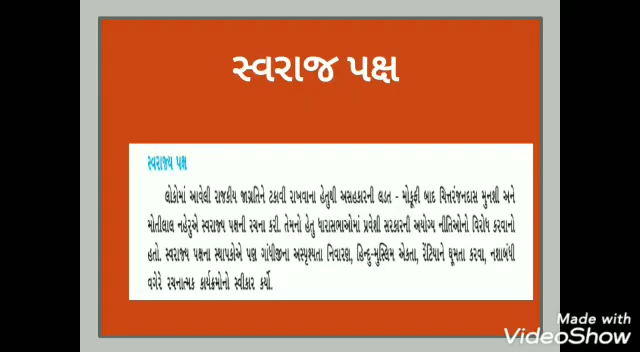 સ્વરાજ પક્ષ
સ્વરાજ્ય પક્ષ
લોકોમાં આવેલી રાજકીય જાગ્રતિને ટકાવી રાખવાના હેતુથી અસહકારની લડત - મોકૂફી બાદ ચિત્તરંજનદાસ મુનશી અને
મોતીલાલ નહેરુએ સ્વરાજ્ય પક્ષની રચના કરી. તેમનો હેતુ ધારાસભાઓમાં પ્રવેશી સરકારની અયોગ્ય નીતિઓનો વિરોધ કરવાનો
હતો. સ્વરાજ્ય પક્ષના સ્થાપકોએ પણ ગાંધીજીના અસ્પૃશ્યતા નિવારણ, હિન્દુ-મુસ્લિમ એકતા, રેંટિયાને ઘૂમતા કરવા, નશાબંધી
વગેરે રચનાત્મક કાર્યક્રમોનો સ્વીકાર કર્યો.
Made with
VideoShow